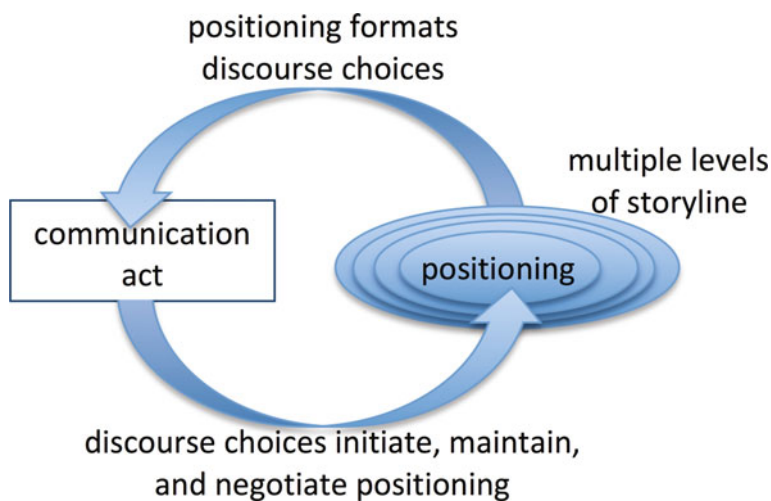 positioning formats
discourse choices
multiple levels
of storyline
communication
act
positioning
discourse choices initiate, maintain,
and negotiate positioning